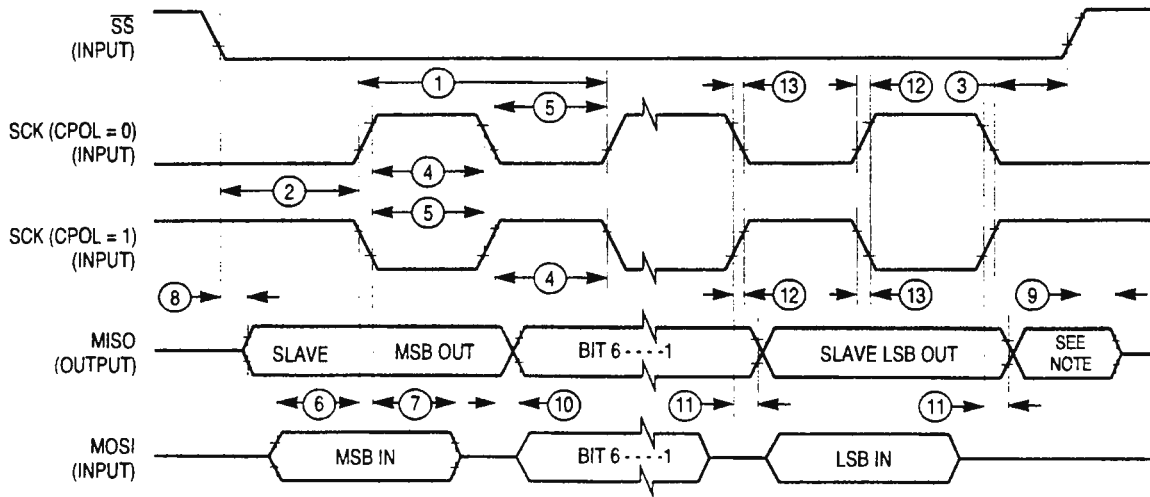 SS
(INPUT)
1
13
12
3
5
SCK (CPOL = 0)
(INPUT)
4
2
5
SCK (CPOL = 1)
(INPUT)
4
8
12
13
9
MISO
(OUTPUT)
SLAVE
MSB OUT
BIT 6 - - - - -1
SLAVE LSB OUT
SEE
NOTE
6
7
10
11
11
MOSI
(INPUT)
MSB IN
BIT 6 - - - - -1
LSB IN